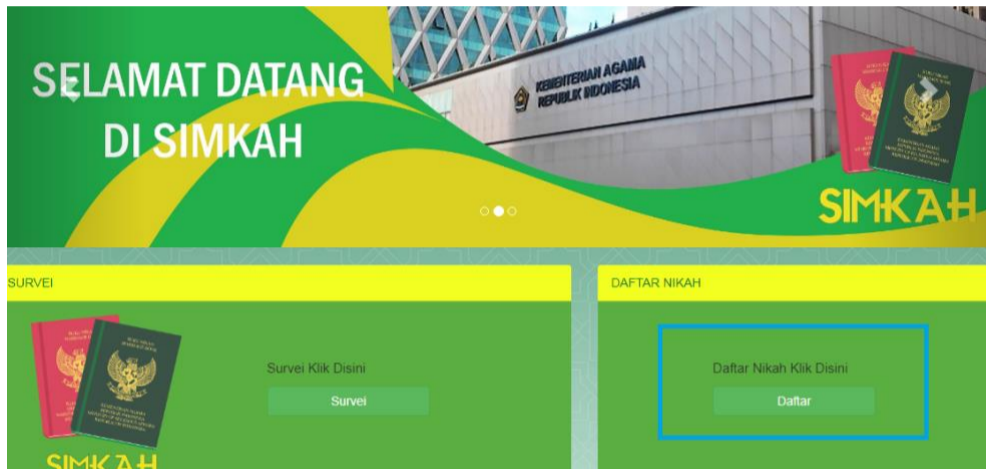 SELAMAT DATANG
DI SIMKAH
KEMENTERIAN AGAMA
REPUBLIK INDONESIA
SIMKAH
SURVEI
Survei Klik Disini
Survei
SIMKAH
DAFTAR NIKAH
Daftar Nikah Klik Disini
Daftar